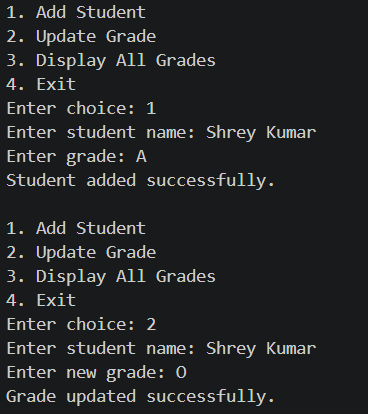 1. Add Student
2. Update Grade
3. Display All Grades
4. Exit
Enter choice: 1
Enter student name: Shrey Kumar
Enter grade: A
Student added successfully.

1. Add Student
2. Update Grade
3. Display All Grades
4. Exit
Enter choice: 2
Enter student name: Shrey Kumar
Enter new grade: O
Grade updated successfully.